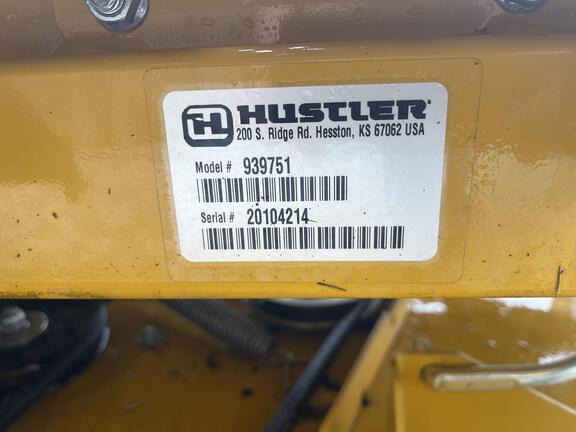 H HUSTLER
200 S. Ridge Rd. Hesston, KS 67062 USA
Model # 939751
Serial # 20104214